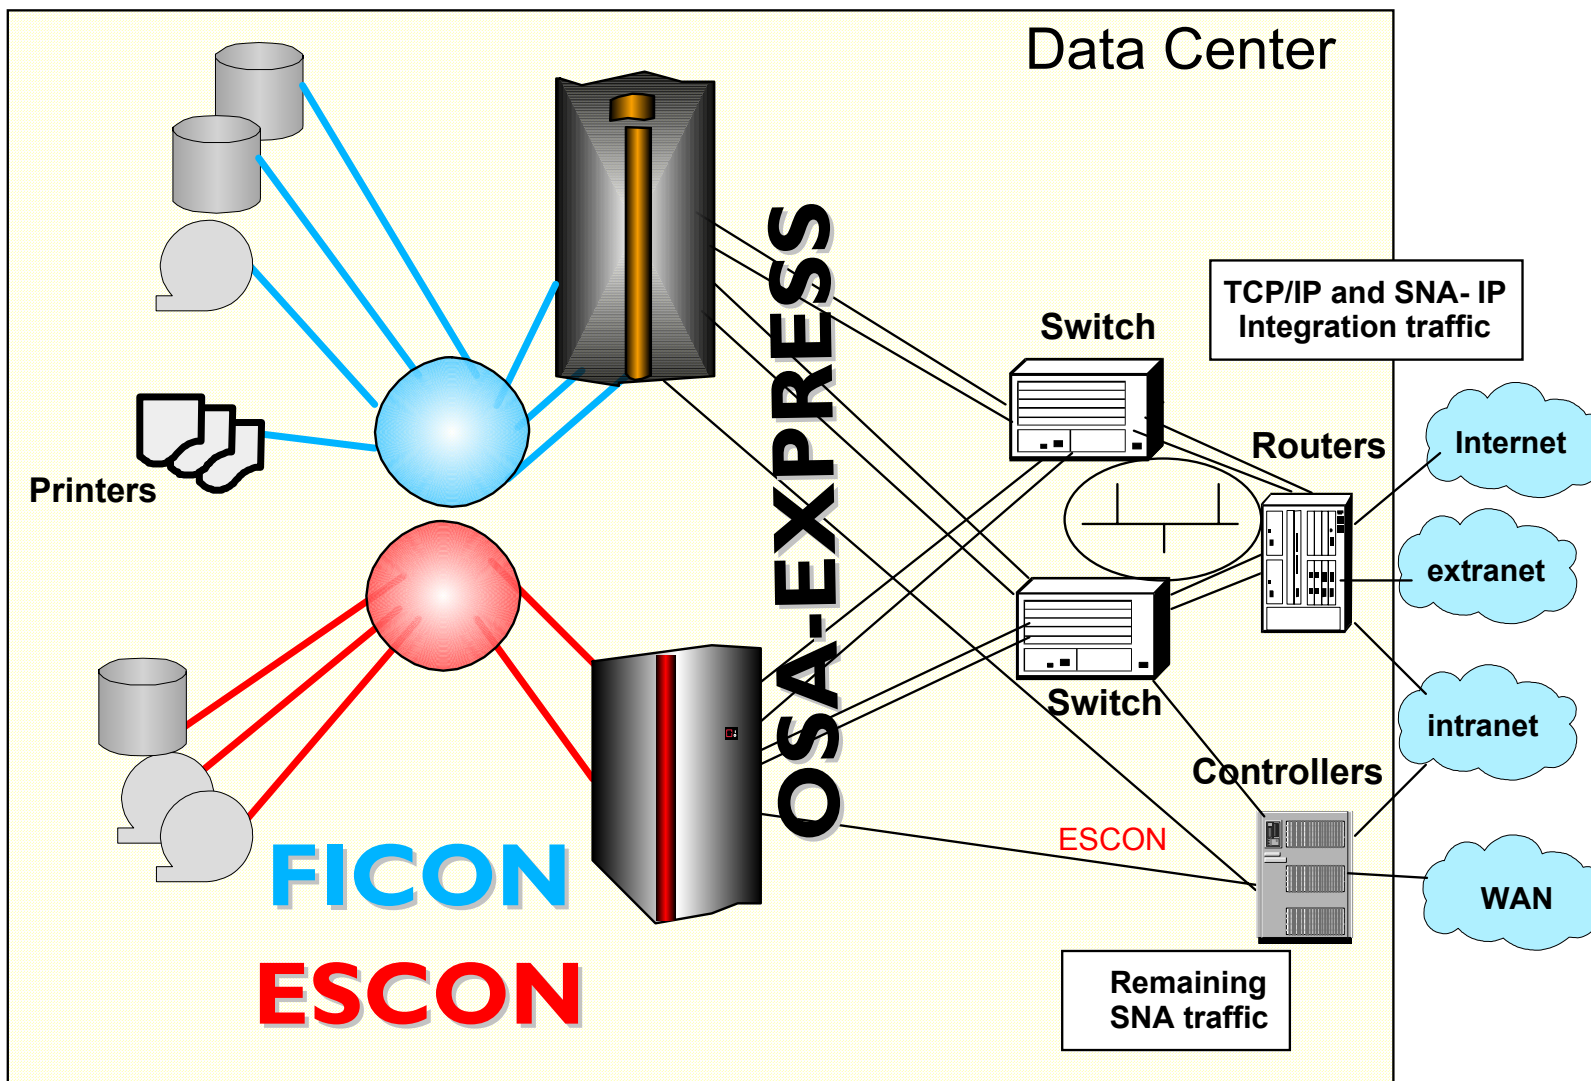 Data Center
TCP/IP and SNA- IP
Integration traffic
Switch
OSA-EXPRESS
Routers
Internet
Printers
extranet
Switch
intranet
Controllers
ESCON
FICON
WAN
ESCON
Remaining
SNA traffic